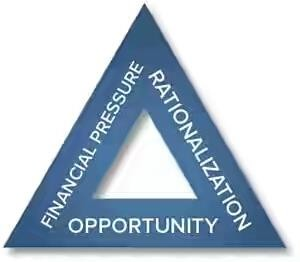 FINANCIAL PRESSURE
RATIONALIZATION
OPPORTUNITY